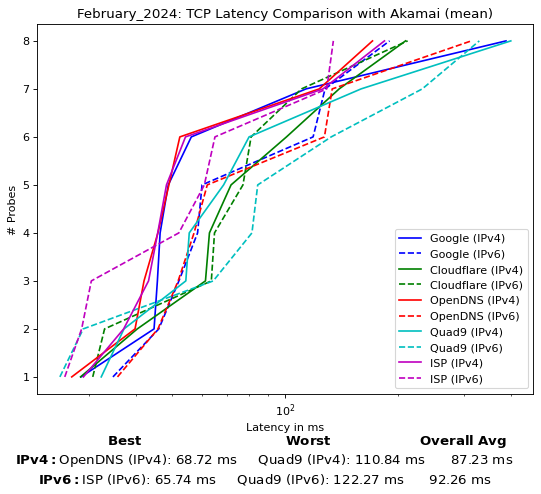 February_2024: TCP Latency Comparison with Akamai (mean)
# Probes
8
7
6
5
4
3
2
1
Google (IPv4)
Google (IPv6)
Cloudflare (IPv4)
Cloudflare (IPv6)
OpenDNS (IPv4)
OpenDNS (IPv6)
Quad9 (IPv4)
Quad9 (IPv6)
ISP (IPv4)
ISP (IPv6)
10²
Latency in ms
Best Worst Overall Avg
IPv4: OpenDNS (IPv4): 68.72 ms Quad9 (IPv4): 110.84 ms 87.23 ms
IPv6: ISP (IPv6): 65.74 ms Quad9 (IPv6): 122.27 ms 92.26 ms